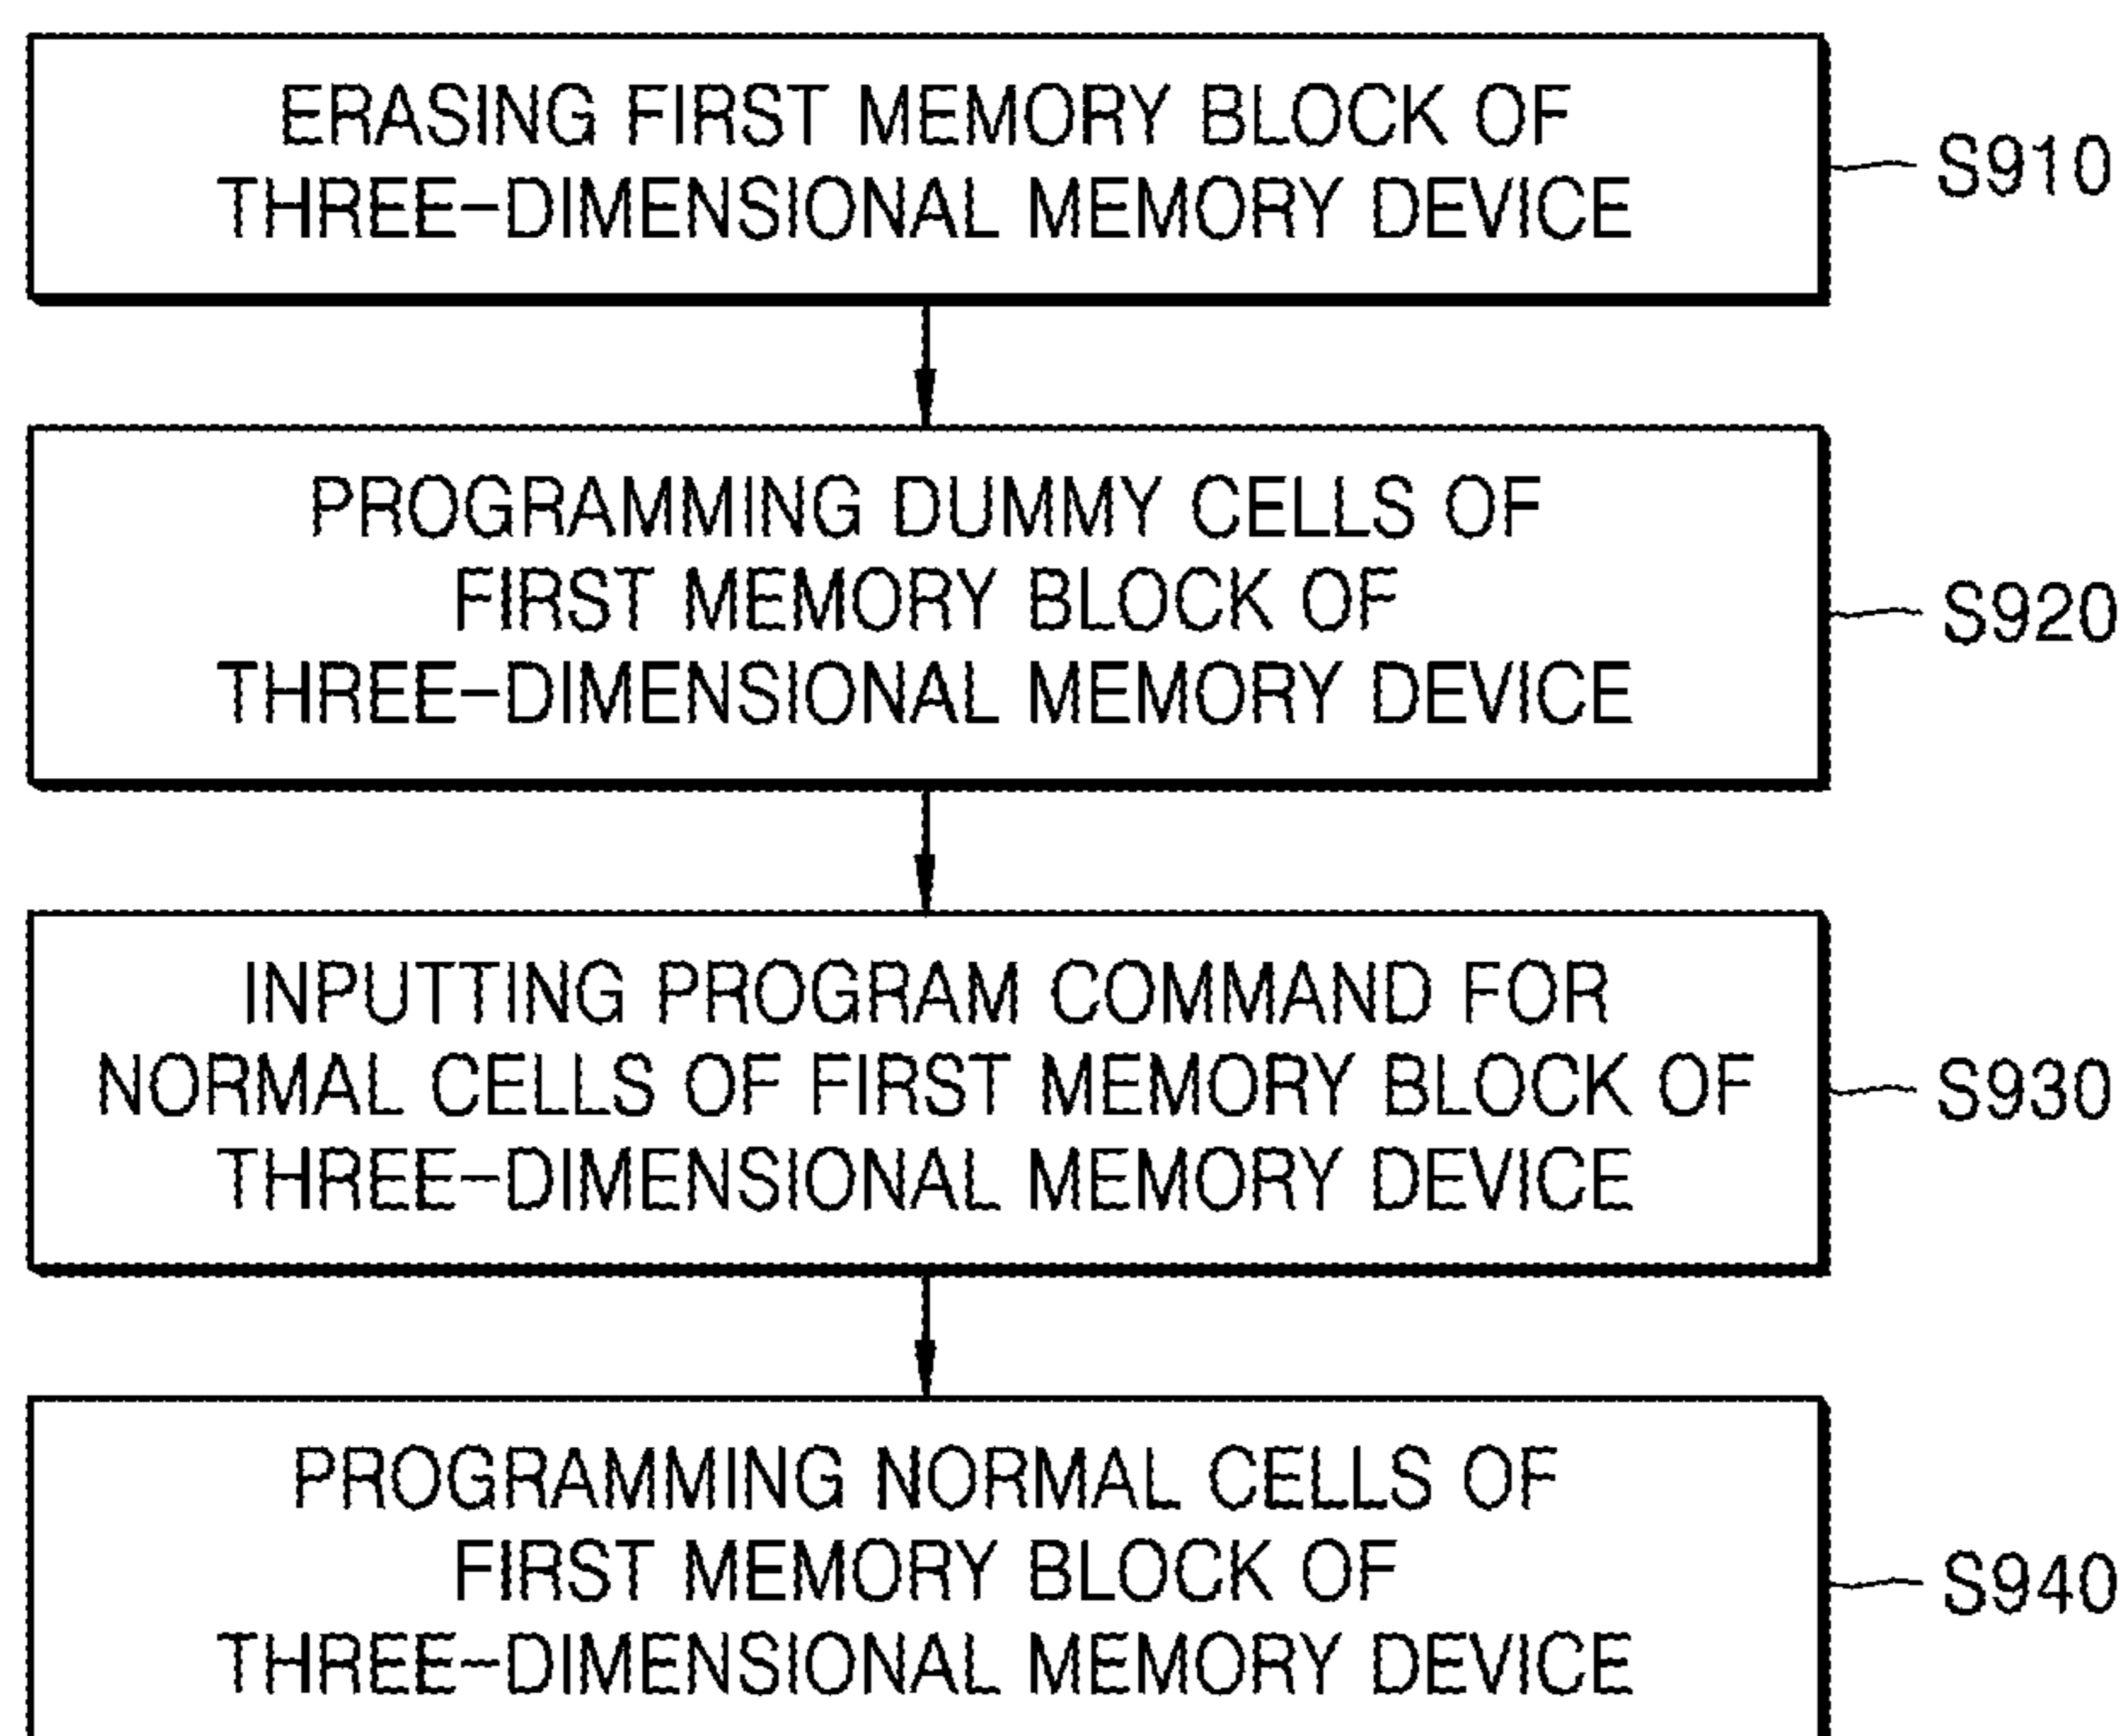 ERASING FIRST MEMORY BLOCK OF
THREE-DIMENSIONAL MEMORY DEVICE
S910
PROGRAMMING DUMMY CELLS OF
FIRST MEMORY BLOCK OF
THREE-DIMENSIONAL MEMORY DEVICE
S920
INPUTTING PROGRAM COMMAND FOR
NORMAL CELLS OF FIRST MEMORY BLOCK OF
THREE-DIMENSIONAL MEMORY DEVICE
S930
PROGRAMMING NORMAL CELLS OF
FIRST MEMORY BLOCK OF
THREE-DIMENSIONAL MEMORY DEVICE
S940